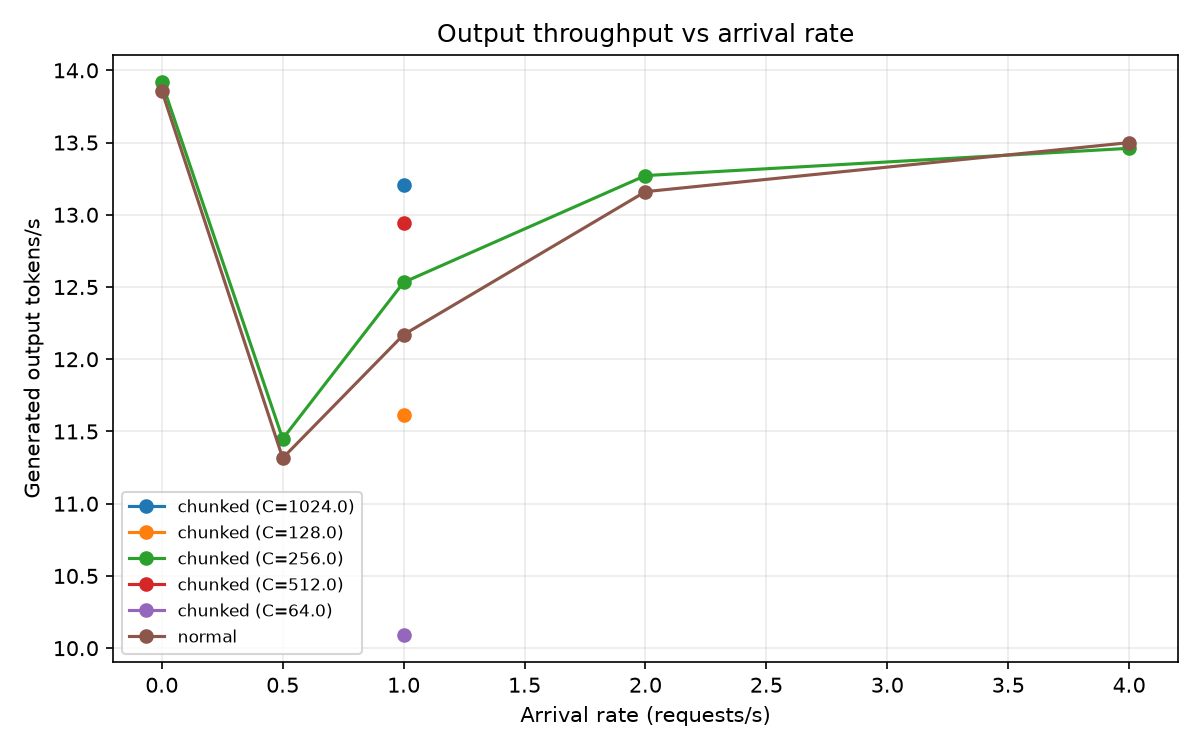 Output throughput vs arrival rate
Generated output tokens/s
14.0
13.5
13.0
12.5
12.0
11.5
11.0
10.5
10.0
chunked (C=1024.0)
chunked (C=128.0)
chunked (C=256.0)
chunked (C=512.0)
chunked (C=64.0)
normal
0.0 0.5 1.0 1.5 2.0 2.5 3.0 3.5 4.0
Arrival rate (requests/s)